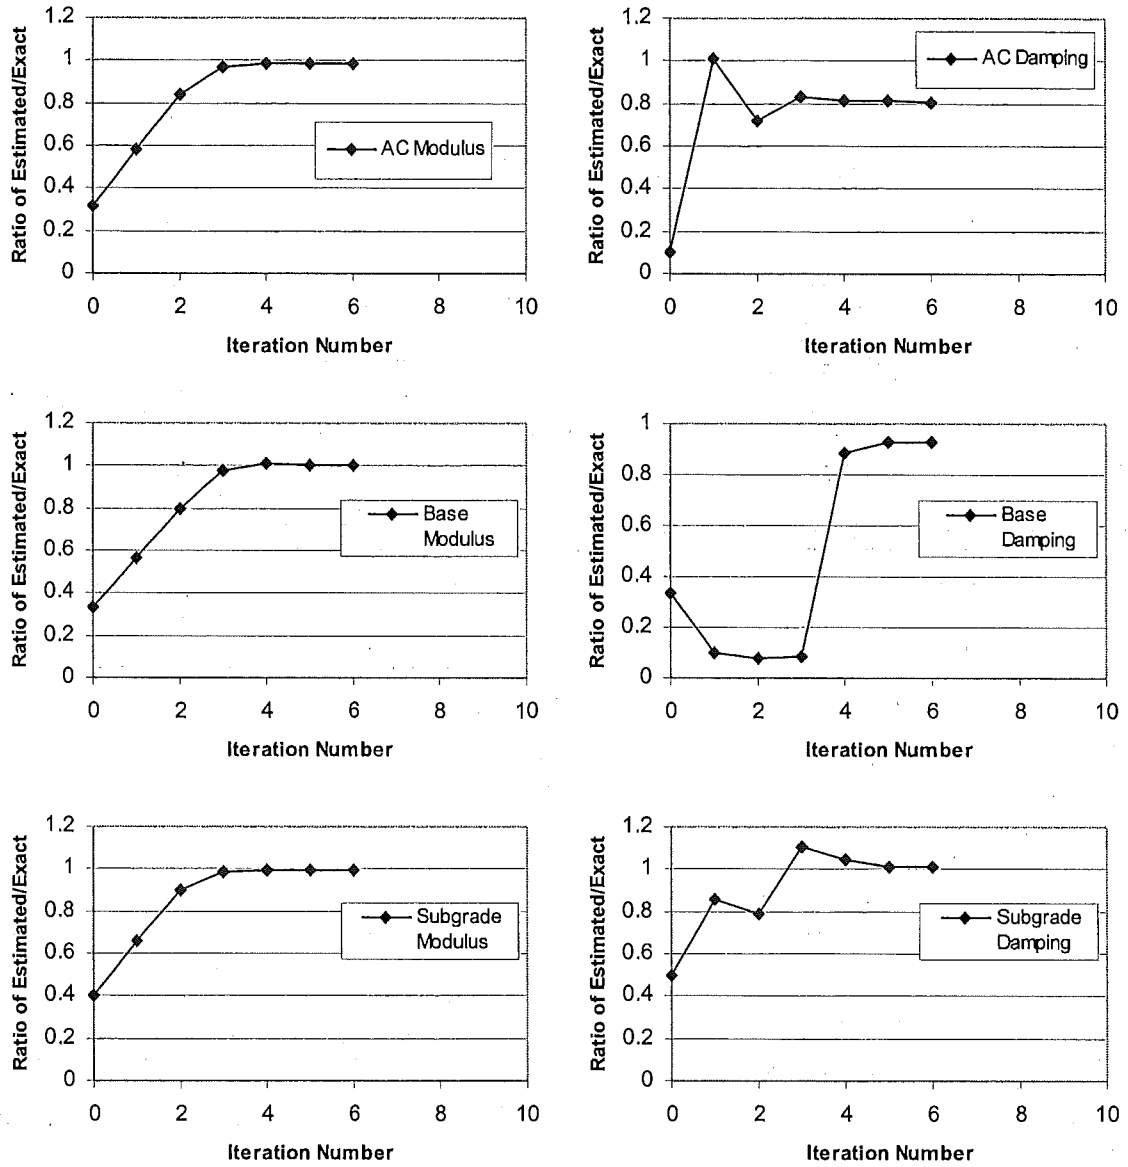 Ratio of Estimated/Exact
1.2
1
0.8
0.6
0.4
0.2
0
AC Modulus
0 2 4 6 8 10
Iteration Number
Ratio of Estimated/Exact
1.2
1
0.8
0.6
0.4
0.2
0
AC Damping
0 2 4 6 8 10
Iteration Number
Ratio of Estimated/Exact
1.2
1
0.8
0.6
0.4
0.2
0
Base
Modulus
0 2 4 6 8 10
Iteration Number
Ratio of Estimated/Exact
1
0.8
0.6
0.4
0.2
0
Base
Damping
0 2 4 6 8 10
Iteration Number
Ratio of Estimated/Exact
1.2
1
0.8
0.6
0.4
0.2
0
Subgrade
Modulus
0 2 4 6 8 10
Iteration Number
Ratio of Estimated/Exact
1.2
1
0.8
0.6
0.4
0.2
0
Subgrade
Damping
0 2 4 6 8 10
Iteration Number